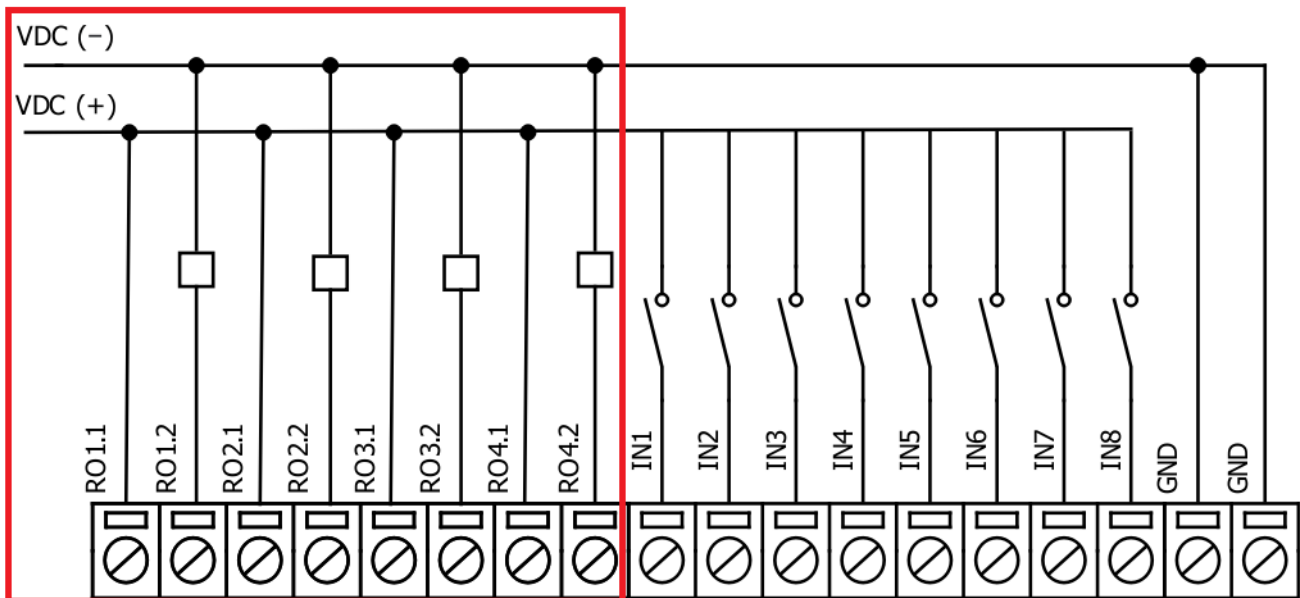 VDC (−)
VDC (+)
RO1.1
RO1.2
RO2.1
RO2.2
RO3.1
RO3.2
RO4.1
RO4.2
IN1
IN2
IN3
IN4
IN5
IN6
IN7
IN8
GND
GND